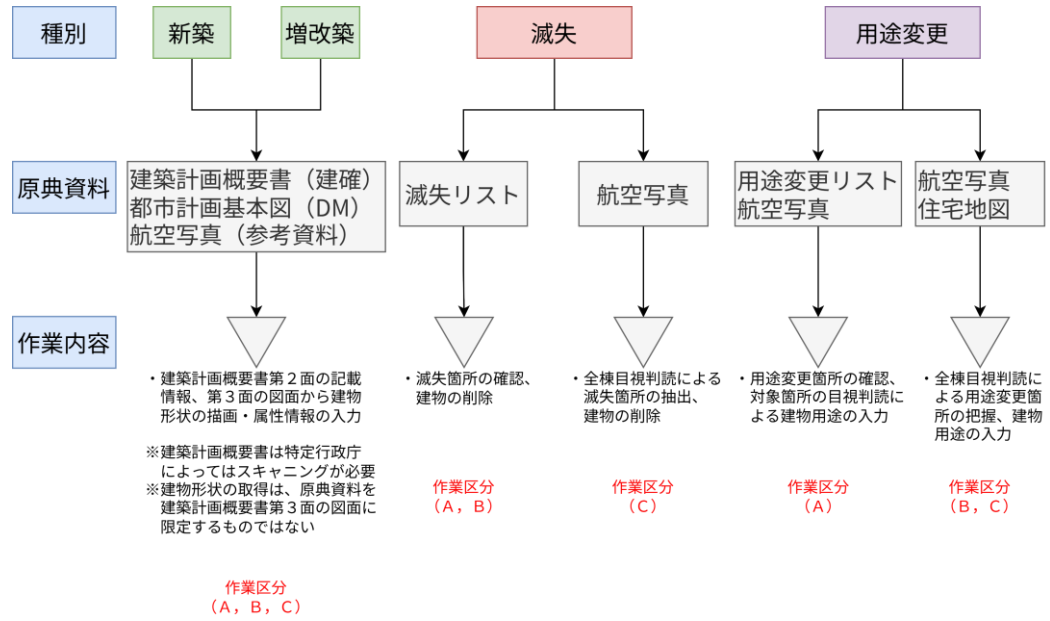 種別
新築
増改築
滅失
用途変更
原典資料
建築計画概要書（建確）
都市計画基本図（DM）
航空写真（参考資料）
滅失リスト
航空写真
用途変更リスト
航空写真
航空写真
住宅地図
作業内容
・建築計画概要書第２面の記載
情報、第３面の図面から建物
形状の描画・属性情報の入力
※建築計画概要書は特定行政庁
によってはスキャニングが必要
※建物形状の取得は、原典資料を
建築計画概要書第３面の図面に
限定するものではない
作業区分
（Ａ，Ｂ，Ｃ）
・滅失箇所の確認、
建物の削除
作業区分
（Ａ，Ｂ）
・全棟目視判読による
滅失箇所の抽出、
建物の削除
作業区分
（Ｃ）
・用途変更箇所の確認、
対象箇所の目視判読に
よる建物用途の入力
作業区分
（Ａ）
・全棟目視判読に
よる用途変更箇
所の把握、建物
用途の入力
作業区分
（Ｂ，Ｃ）